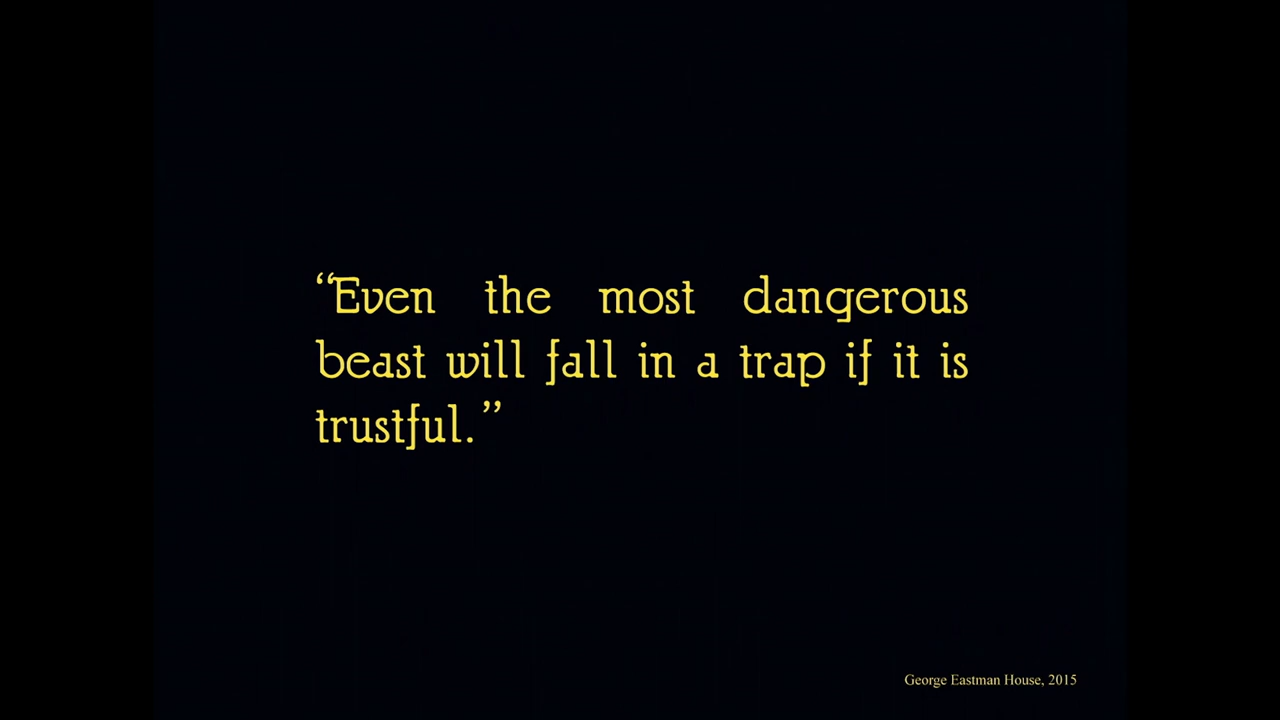 “Even the most dangerous
beast will fall in a trap if it is
trustful.”
George Eastman House, 2015